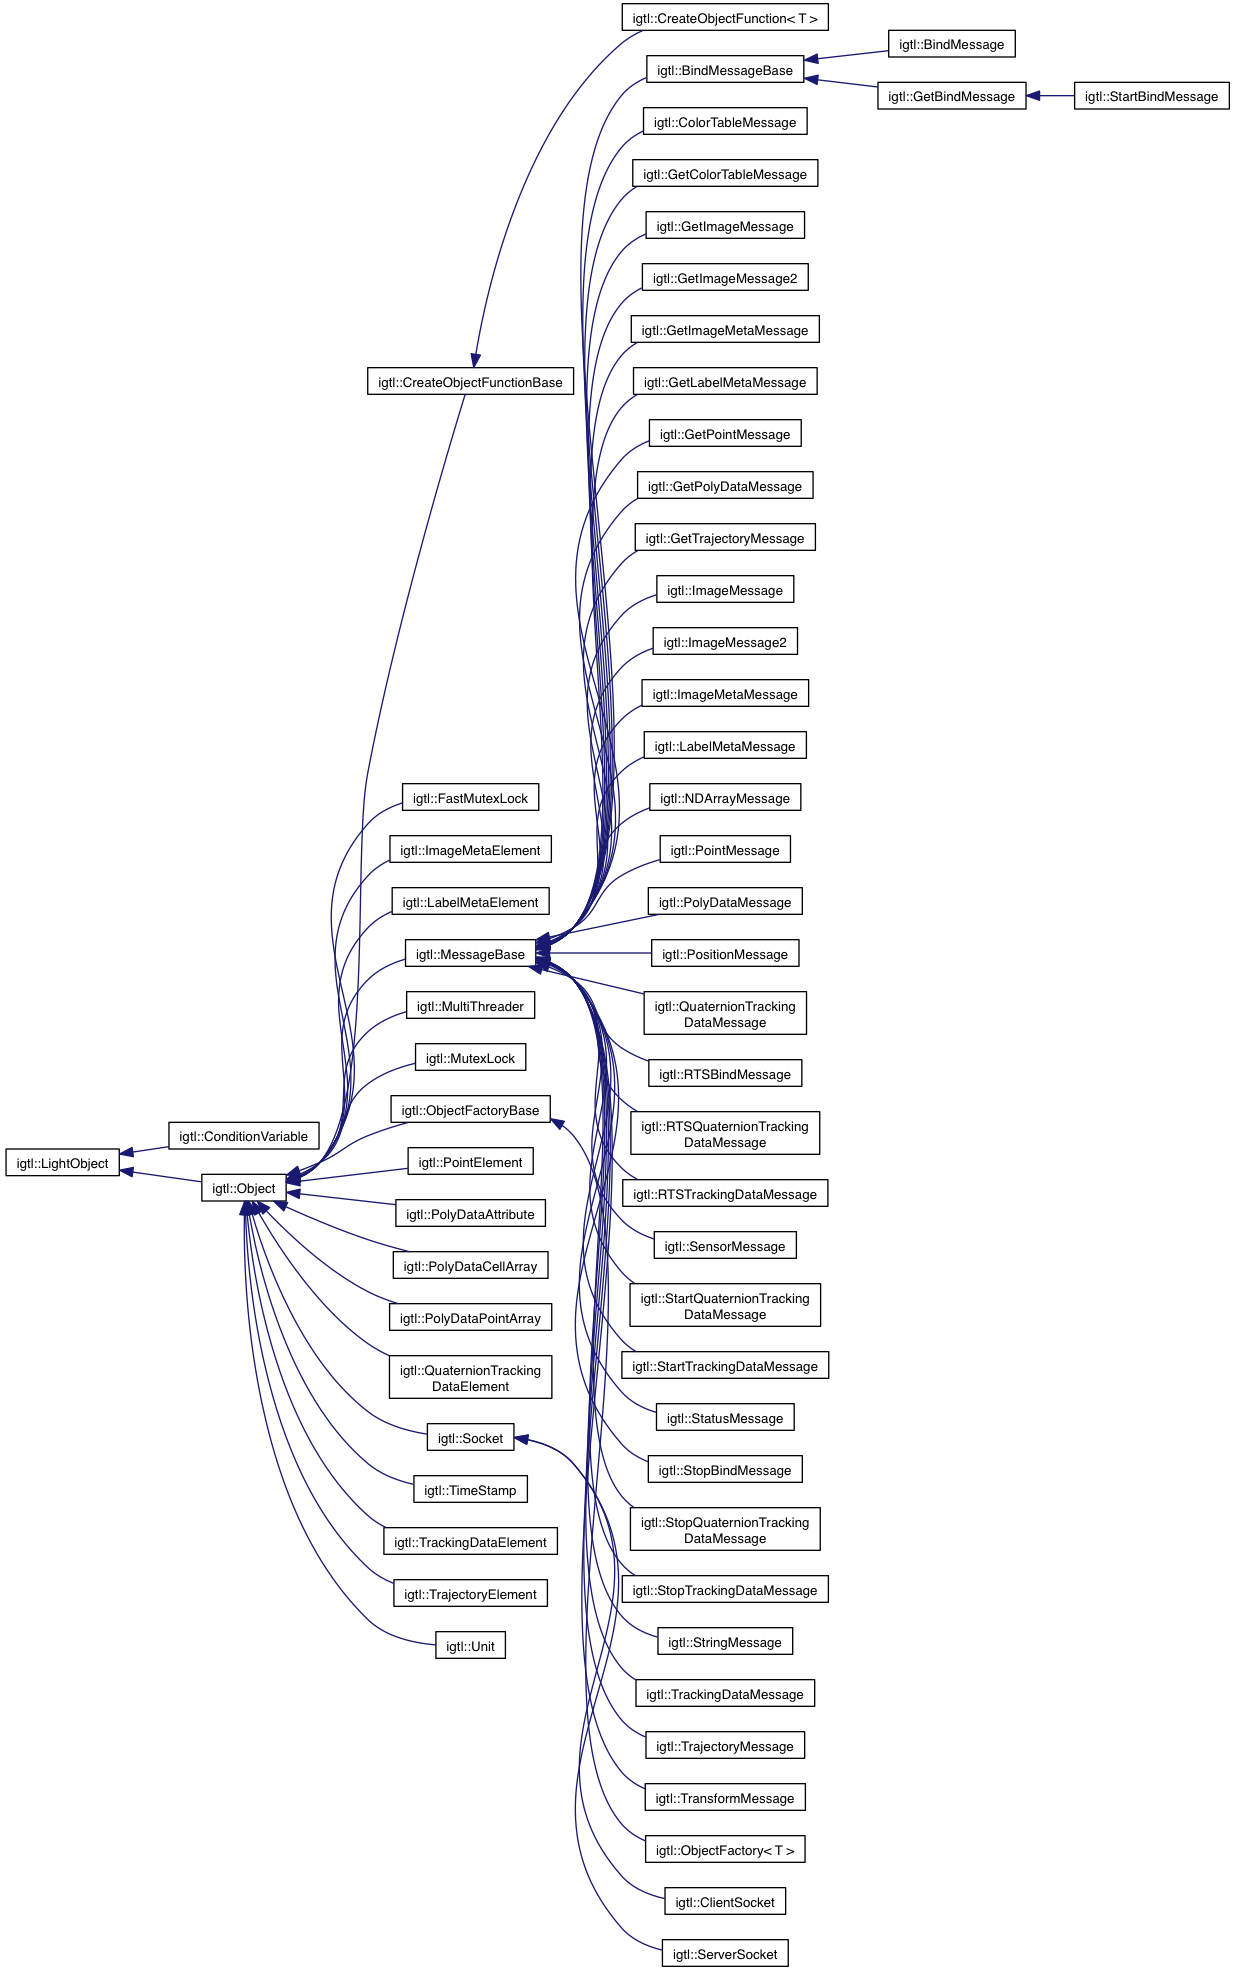 igtl::LightObject
igtl::ConditionVariable
igtl::Object
igtl::CreateObjectFunctionBase
igtl::FastMutexLock
igtl::ImageMetaElement
igtl::LabelMetaElement
igtl::MessageBase
igtl::MultiThreader
igtl::MutexLock
igtl::ObjectFactoryBase
igtl::PointElement
igtl::PolyDataAttribute
igtl::PolyDataCellArray
igtl::PolyDataPointArray
igtl::QuaternionTracking
DataElement
igtl::Socket
igtl::TimeStamp
igtl::TrackingDataElement
igtl::TrajectoryElement
igtl::Unit
igtl::CreateObjectFunction< T >
igtl::BindMessageBase
igtl::ColorTableMessage
igtl::GetColorTableMessage
igtl::GetImageMessage
igtl::GetImageMessage2
igtl::GetImageMetaMessage
igtl::GetLabelMetaMessage
igtl::GetPointMessage
igtl::GetPolyDataMessage
igtl::GetTrajectoryMessage
igtl::ImageMessage
igtl::ImageMessage2
igtl::ImageMetaMessage
igtl::LabelMetaMessage
igtl::NDArrayMessage
igtl::PointMessage
igtl::PolyDataMessage
igtl::PositionMessage
igtl::QuaternionTracking
DataMessage
igtl::RTSBindMessage
igtl::RTSQuaternionTracking
DataMessage
igtl::RTSTrackingDataMessage
igtl::SensorMessage
igtl::StartQuaternionTracking
DataMessage
igtl::StartTrackingDataMessage
igtl::StatusMessage
igtl::StopBindMessage
igtl::StopQuaternionTracking
DataMessage
igtl::StopTrackingDataMessage
igtl::StringMessage
igtl::TrackingDataMessage
igtl::TrajectoryMessage
igtl::TransformMessage
igtl::ObjectFactory< T >
igtl::ClientSocket
igtl::ServerSocket
igtl::BindMessage
igtl::GetBindMessage
igtl::StartBindMessage